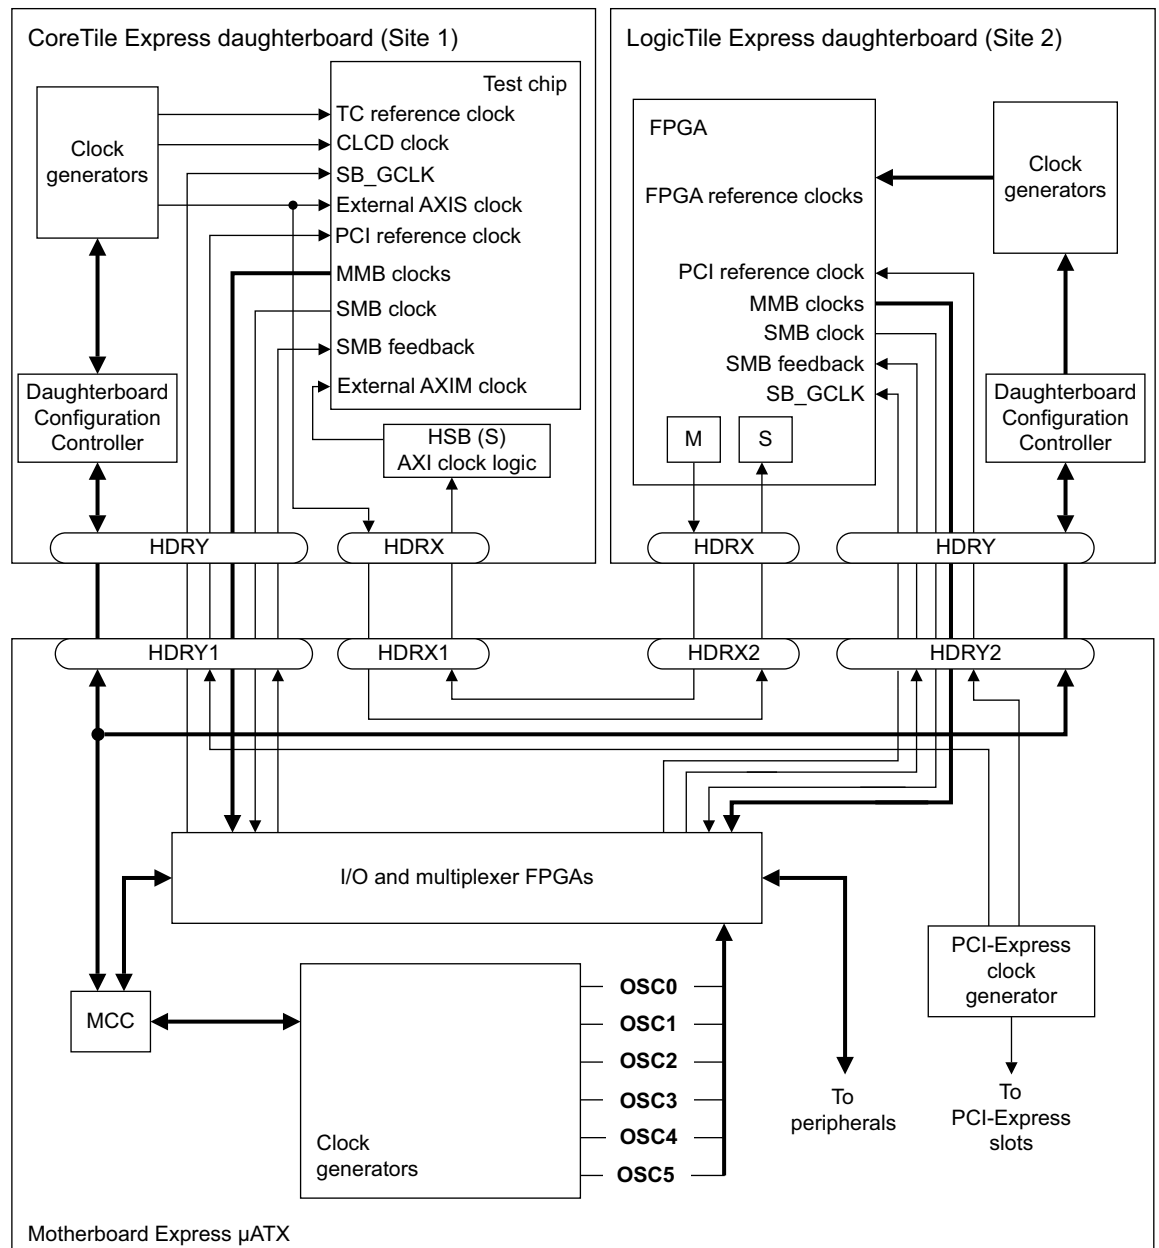 CoreTile Express daughterboard (Site 1)
Test chip
Clock
generators
TC reference clock
CLCD clock
SB_GCLK
External AXIS clock
PCI reference clock
MMB clocks
SMB clock
SMB feedback
External AXIM clock
Daughterboard
Configuration
Controller
HSB (S)
AXI clock logic
HDRY
HDRX
LogicTile Express daughterboard (Site 2)
FPGA
FPGA reference clocks
Clock
generators
PCI reference clock
MMB clocks
SMB clock
SMB feedback
SB_GCLK
M
S
Daughterboard
Configuration
Controller
HDRX
HDRY
HDRY1
HDRX1
HDRX2
HDRY2
I/O and multiplexer FPGAs
MCC
Clock
generators
OSC0
OSC1
OSC2
OSC3
OSC4
OSC5
To
peripherals
PCI-Express
clock
generator
To
PCI-Express
slots
Motherboard Express µATX